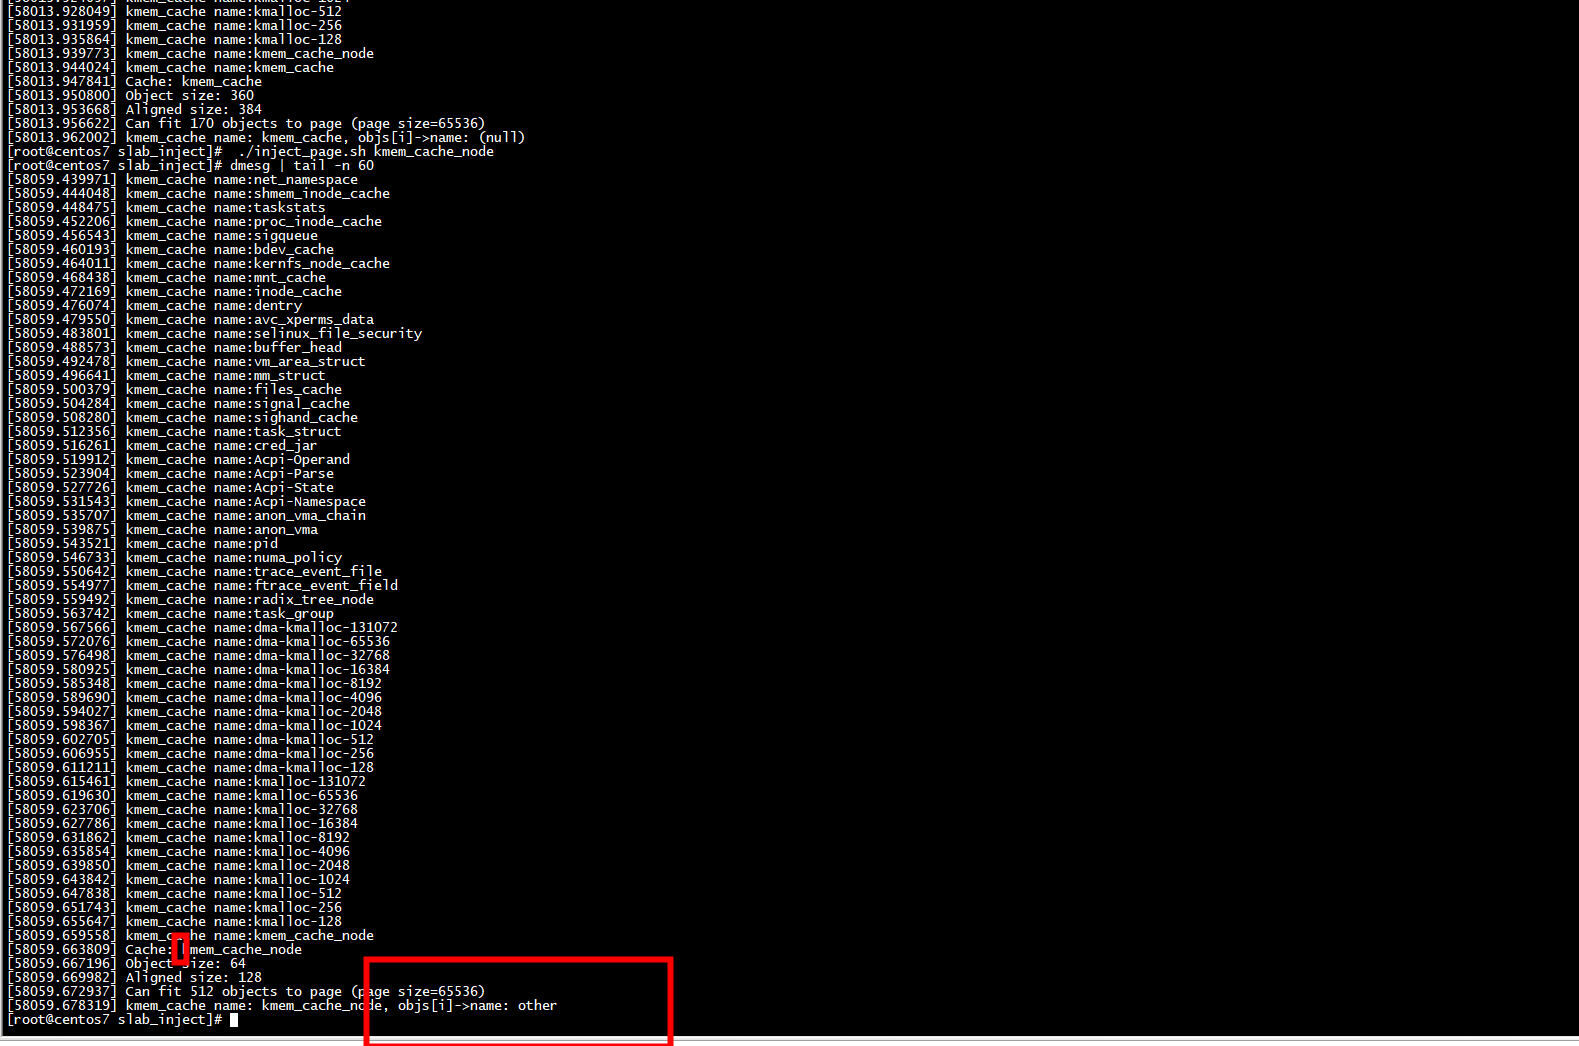 [58013.928049] kmem_cache name:kmalloc-512
[58013.931959] kmem_cache name:kmalloc-256
[58013.935864] kmem_cache name:kmalloc-128
[58013.939773] kmem_cache name:kmem_cache_node
[58013.944024] kmem_cache name:kmem_cache
[58013.947841] Cache: kmem_cache
[58013.950800] Object size: 360
[58013.953668] Aligned size: 384
[58013.956622] Can fit 170 objects to page (page size=65536)
[58013.962002] kmem_cache name: kmem_cache, objs[i]->name: (null)
[root@centos7 slab_inject]#  ./inject_page.sh kmem_cache_node
[root@centos7 slab_inject]# dmesg | tail -n 60
[58059.439971] kmem_cache name:net_namespace
[58059.444048] kmem_cache name:shmem_inode_cache
[58059.448475] kmem_cache name:taskstats
[58059.452206] kmem_cache name:proc_inode_cache
[58059.456543] kmem_cache name:sigqueue
[58059.460193] kmem_cache name:bdev_cache
[58059.464011] kmem_cache name:kernfs_node_cache
[58059.468438] kmem_cache name:mnt_cache
[58059.472169] kmem_cache name:inode_cache
[58059.476074] kmem_cache name:dentry
[58059.479550] kmem_cache name:avc_xperms_data
[58059.483801] kmem_cache name:selinux_file_security
[58059.488573] kmem_cache name:buffer_head
[58059.492478] kmem_cache name:vm_area_struct
[58059.496641] kmem_cache name:mm_struct
[58059.500379] kmem_cache name:files_cache
[58059.504284] kmem_cache name:signal_cache
[58059.508280] kmem_cache name:sighand_cache
[58059.512356] kmem_cache name:task_struct
[58059.516261] kmem_cache name:cred_jar
[58059.519912] kmem_cache name:Acpi-Operand
[58059.523904] kmem_cache name:Acpi-Parse
[58059.527726] kmem_cache name:Acpi-State
[58059.531543] kmem_cache name:Acpi-Namespace
[58059.535707] kmem_cache name:anon_vma_chain
[58059.539875] kmem_cache name:anon_vma
[58059.543521] kmem_cache name:pid
[58059.546733] kmem_cache name:numa_policy
[58059.550642] kmem_cache name:trace_event_file
[58059.554977] kmem_cache name:ftrace_event_field
[58059.559492] kmem_cache name:radix_tree_node
[58059.563742] kmem_cache name:task_group
[58059.567566] kmem_cache name:dma-kmalloc-131072
[58059.572076] kmem_cache name:dma-kmalloc-65536
[58059.576498] kmem_cache name:dma-kmalloc-32768
[58059.580925] kmem_cache name:dma-kmalloc-16384
[58059.585348] kmem_cache name:dma-kmalloc-8192
[58059.589690] kmem_cache name:dma-kmalloc-4096
[58059.594027] kmem_cache name:dma-kmalloc-2048
[58059.598367] kmem_cache name:dma-kmalloc-1024
[58059.602705] kmem_cache name:dma-kmalloc-512
[58059.606955] kmem_cache name:dma-kmalloc-256
[58059.611211] kmem_cache name:dma-kmalloc-128
[58059.615461] kmem_cache name:kmalloc-131072
[58059.619630] kmem_cache name:kmalloc-65536
[58059.623706] kmem_cache name:kmalloc-32768
[58059.627786] kmem_cache name:kmalloc-16384
[58059.631862] kmem_cache name:kmalloc-8192
[58059.635854] kmem_cache name:kmalloc-4096
[58059.639850] kmem_cache name:kmalloc-2048
[58059.643842] kmem_cache name:kmalloc-1024
[58059.647838] kmem_cache name:kmalloc-512
[58059.651743] kmem_cache name:kmalloc-256
[58059.655647] kmem_cache name:kmalloc-128
[58059.659558] kmem_cache name:kmem_cache_node
[58059.663809] Cache: kmem_cache_node
[58059.667196] Object size: 64
[58059.669982] Aligned size: 128
[58059.672937] Can fit 512 objects to page (page size=65536)
[58059.678319] kmem_cache name: kmem_cache_node, objs[i]->name: other
[root@centos7 slab_inject]#